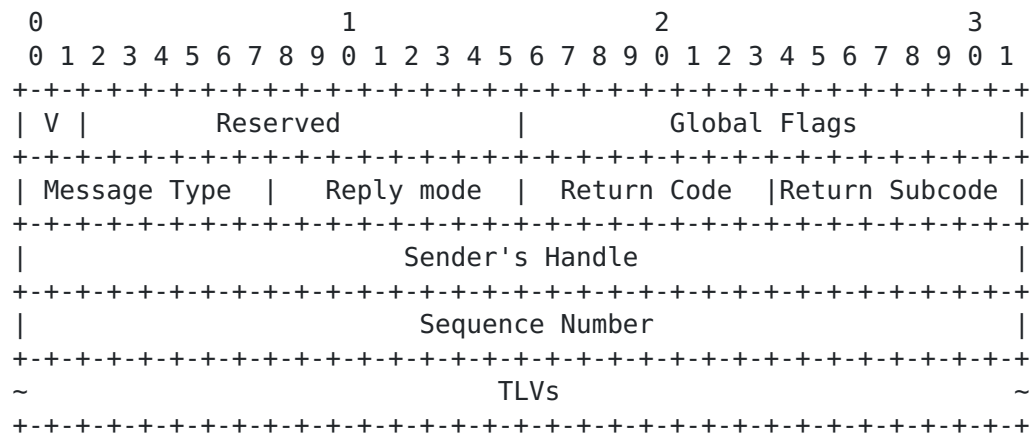 0                   1                   2                   3
 0 1 2 3 4 5 6 7 8 9 0 1 2 3 4 5 6 7 8 9 0 1 2 3 4 5 6 7 8 9 0 1
+-+-+-+-+-+-+-+-+-+-+-+-+-+-+-+-+-+-+-+-+-+-+-+-+-+-+-+-+-+-+-+-+
| V |        Reserved           |         Global Flags          |
+-+-+-+-+-+-+-+-+-+-+-+-+-+-+-+-+-+-+-+-+-+-+-+-+-+-+-+-+-+-+-+-+
| Message Type  |   Reply mode  |  Return Code  |Return Subcode |
+-+-+-+-+-+-+-+-+-+-+-+-+-+-+-+-+-+-+-+-+-+-+-+-+-+-+-+-+-+-+-+-+
|                        Sender's Handle                        |
+-+-+-+-+-+-+-+-+-+-+-+-+-+-+-+-+-+-+-+-+-+-+-+-+-+-+-+-+-+-+-+-+
|                         Sequence Number                       |
+-+-+-+-+-+-+-+-+-+-+-+-+-+-+-+-+-+-+-+-+-+-+-+-+-+-+-+-+-+-+-+-+
~                              TLVs                             ~
+-+-+-+-+-+-+-+-+-+-+-+-+-+-+-+-+-+-+-+-+-+-+-+-+-+-+-+-+-+-+-+-+